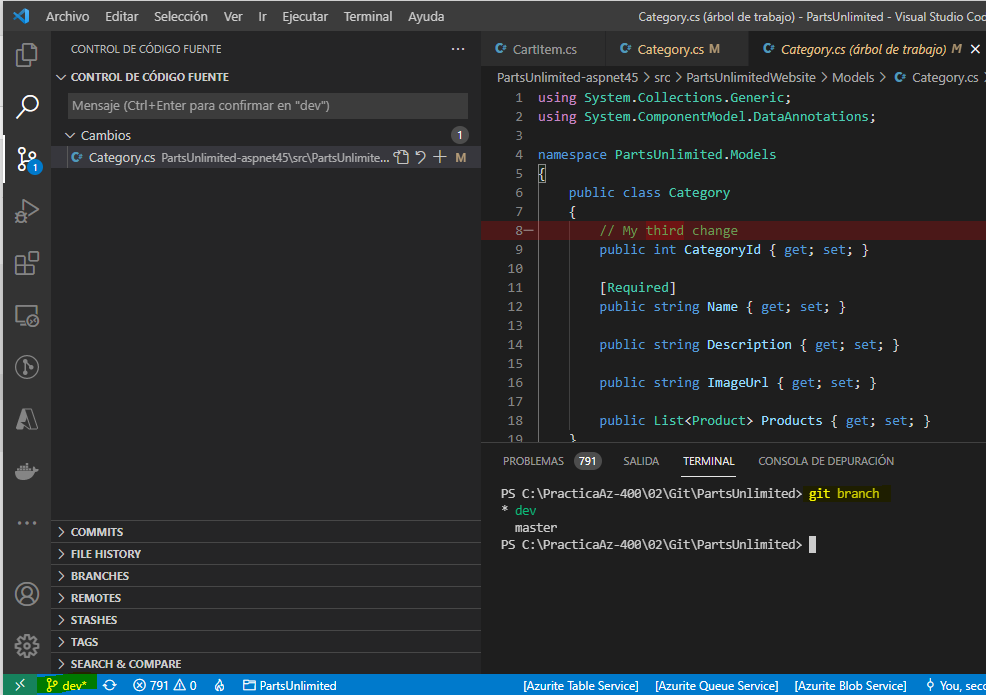 Archivo Editar Selección Ver Ir Ejecutar Terminal Ayuda Category.cs (árbol de trabajo) - PartsUnlimited - Visual Studio Cod
CONTROL DE CÓDIGO FUENTE ...
CONTROL DE CÓDIGO FUENTE
Mensaje (Ctrl+Enter para confirmar en "dev")
Cambios 1
C# Category.cs PartsUnlimited-aspnet45\src\PartsUnlimite... M
1
COMMITS
FILE HISTORY
BRANCHES
REMOTES
STASHES
TAGS
SEARCH & COMPARE
C# CartItem.cs C# Category.cs M C# Category.cs (árbol de trabajo) M
PartsUnlimited-aspnet45 > src > PartsUnlimitedWebsite > Models > C# Category.cs
1 using System.Collections.Generic;
2 using System.ComponentModel.DataAnnotations;
3
4 namespace PartsUnlimited.Models
5 {
6 public class Category
7 {
8− // My third change
9 public int CategoryId { get; set; }
10
11 [Required]
12 public string Name { get; set; }
13
14 public string Description { get; set; }
15
16 public string ImageUrl { get; set; }
17
18 public List<Product> Products { get; set; }
19 }
PROBLEMAS 791 SALIDA TERMINAL CONSOLA DE DEPURACIÓN
PS C:\PracticaAz-400\02\Git\PartsUnlimited> git branch
* dev
master
PS C:\PracticaAz-400\02\Git\PartsUnlimited>
dev* 791 0 PartsUnlimited [Azurite Table Service] [Azurite Queue Service] [Azurite Blob Service] You, seco